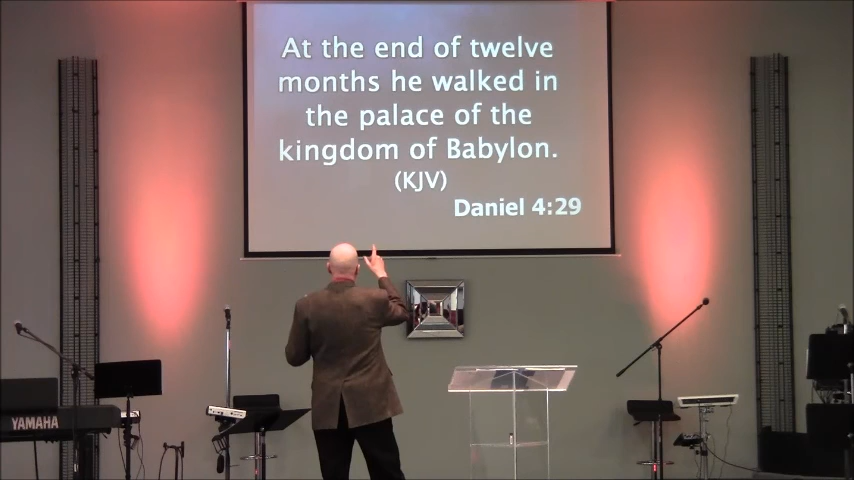 At the end of twelve
months he walked in
the palace of the
kingdom of Babylon.
(KJV)
Daniel 4:29
YAMAHA